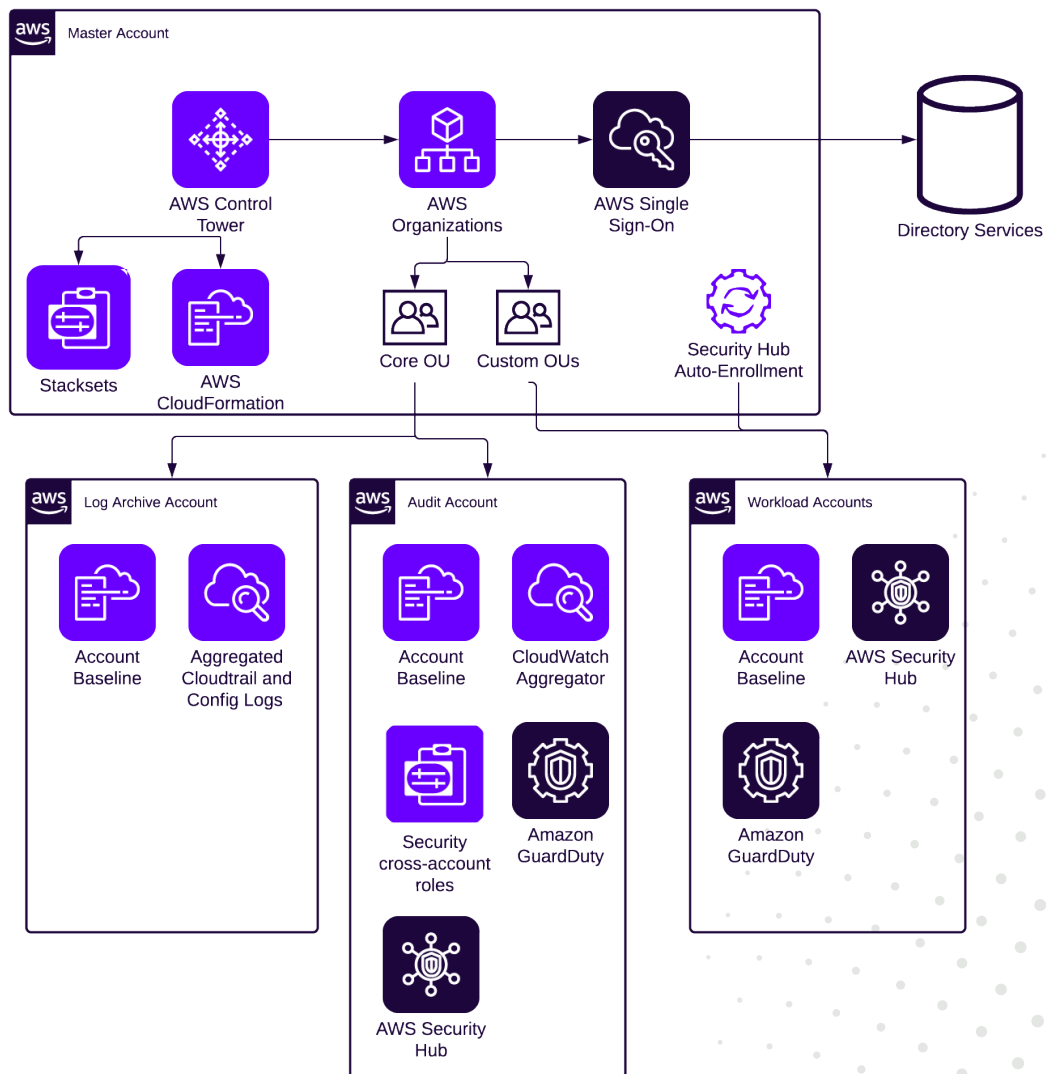 aws
Master Account
AWS Control
Tower
AWS
Organizations
AWS Single
Sign-On
Directory Services
Stacksets
AWS
CloudFormation
Core OU
Custom OUs
Security Hub
Auto-Enrollment
aws
Log Archive Account
Account
Baseline
Aggregated
Cloudtrail and
Config Logs
aws
Audit Account
Account
Baseline
CloudWatch
Aggregator
Security
cross-account
roles
Amazon
GuardDuty
AWS Security
Hub
aws
Workload Accounts
Account
Baseline
AWS Security
Hub
Amazon
GuardDuty